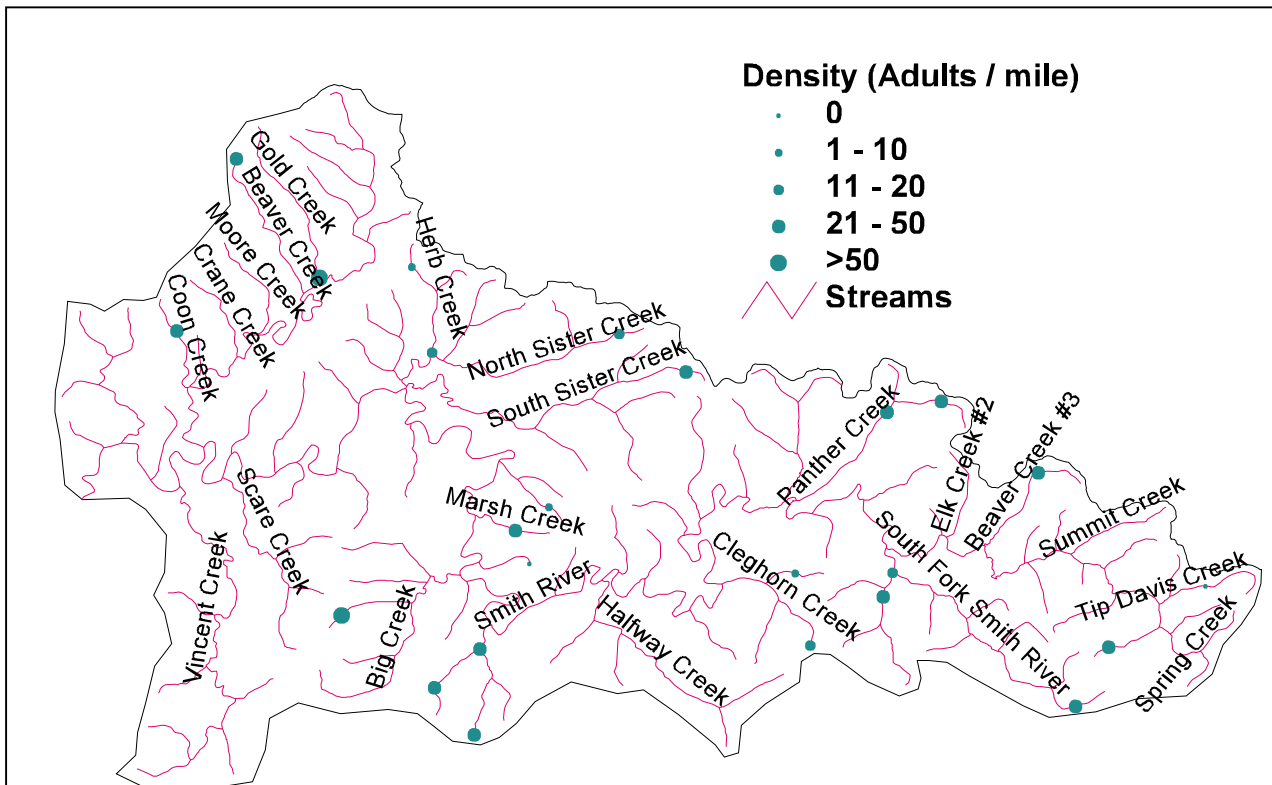 Density (Adults / mile)
0
1 - 10
11 - 20
21 - 50
>50
Streams
Gold Creek
Beaver Creek
Moore Creek
Crane Creek
Coon Creek
Herb Creek
North Sister Creek
South Sister Creek
Panther Creek
Elk Creek #2
Beaver Creek #3
Summit Creek
Scare Creek
Marsh Creek
South Fork Smith River
Cleghorn Creek
Vincent Creek
Big Creek
Smith River
Halfway Creek
Tip Davis Creek
Spring Creek